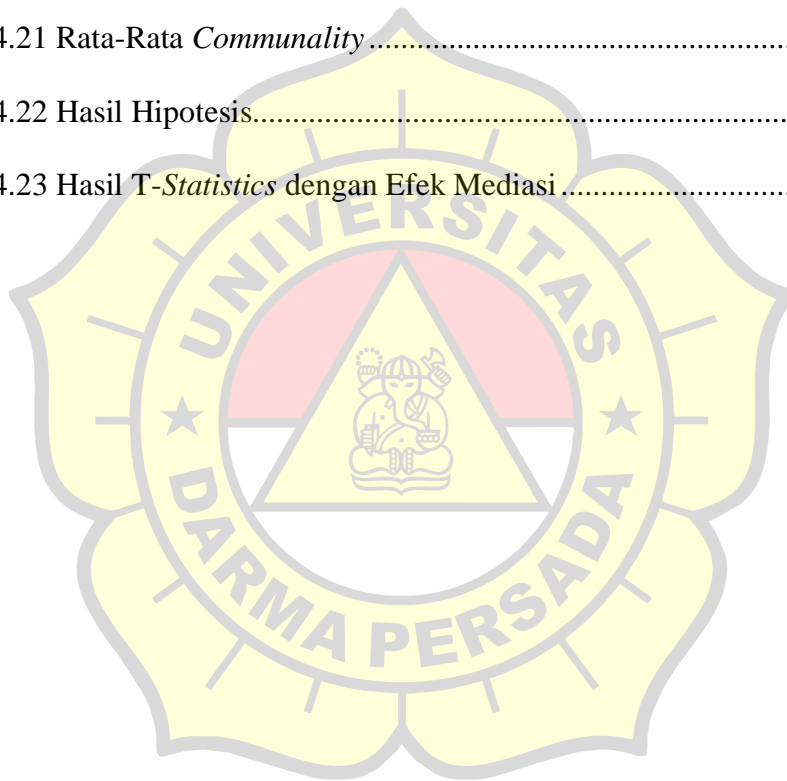 4.21 Rata-Rata Communality ................................................................
4.22 Hasil Hipotesis................................................................................
4.23 Hasil T-Statistics dengan Efek Mediasi ...................................
UNIVERSITAS
DARMA PERSADA